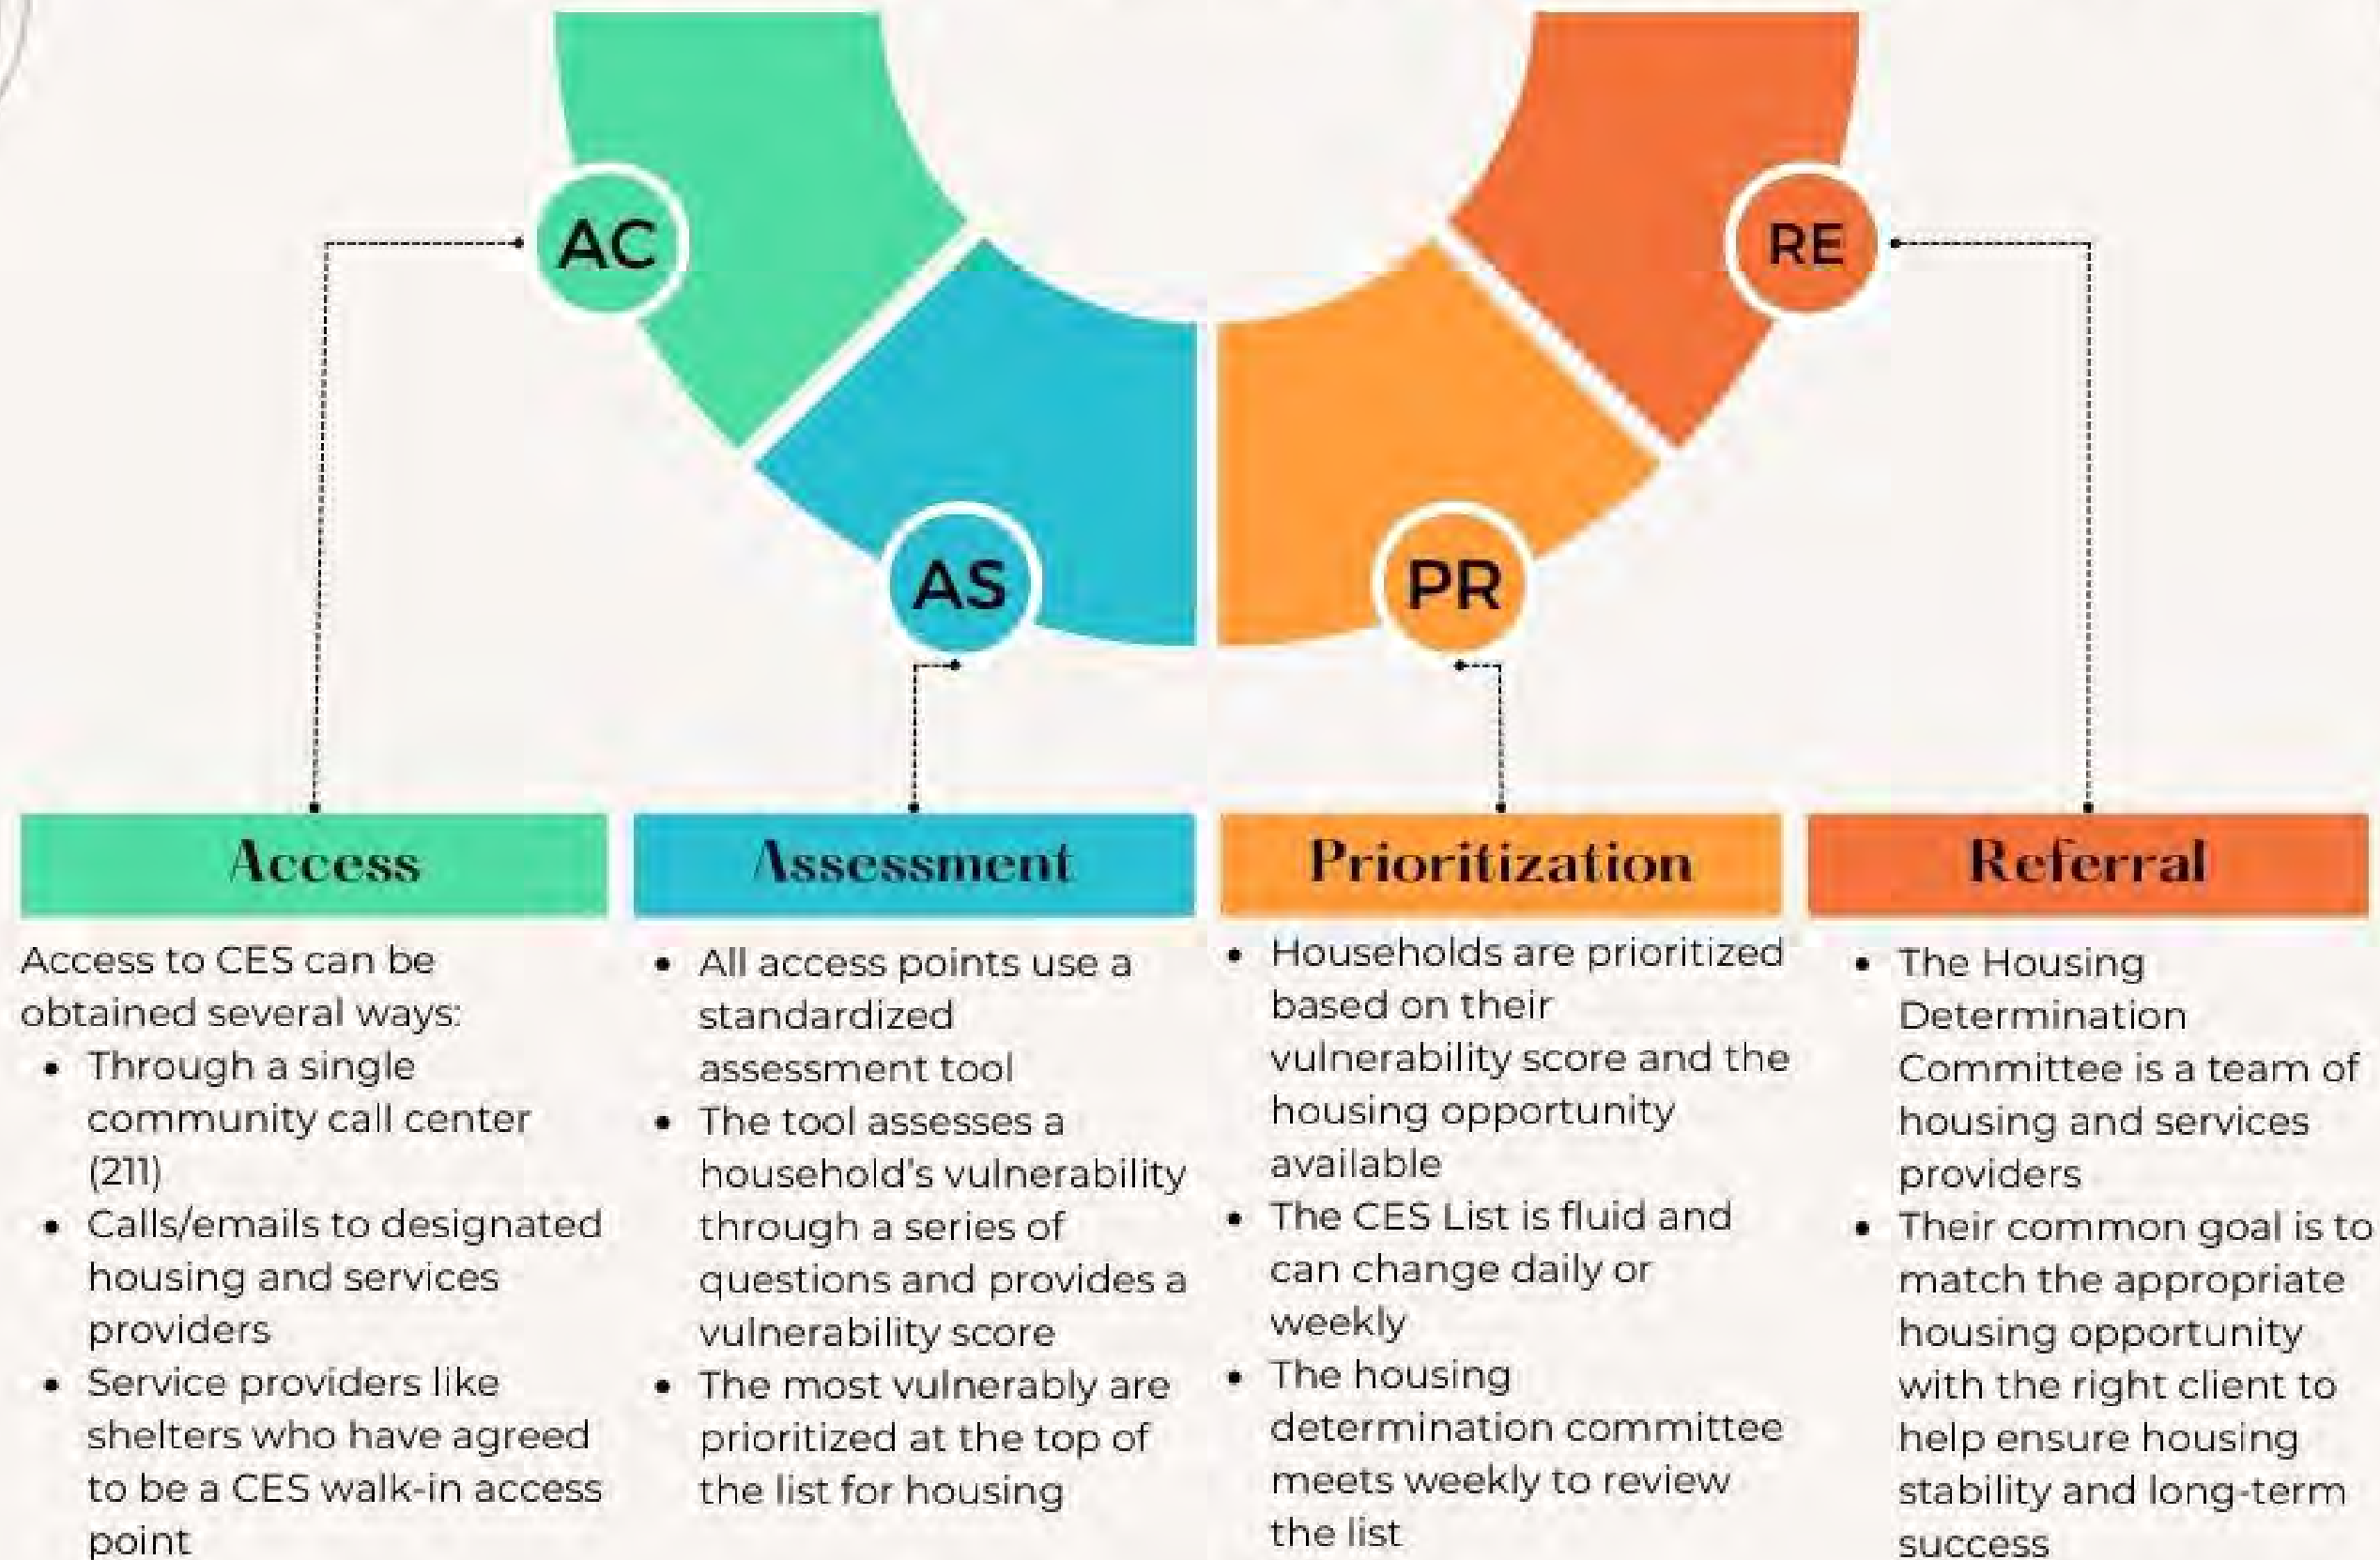 AC
AS
PR
RE
Access
Access to CES can be
obtained several ways:
• Through a single
community call center
(211)
• Calls/emails to designated
housing and services
providers
• Service providers like
shelters who have agreed
to be a CES walk-in access
point
Assessment
• All access points use a
standardized
assessment tool
• The tool assesses a
household's vulnerability
through a series of
questions and provides a
vulnerability score
• The most vulnerably are
prioritized at the top of
the list for housing
Prioritization
• Households are prioritized
based on their
vulnerability score and the
housing opportunity
available
• The CES List is fluid and
can change daily or
weekly
• The housing
determination committee
meets weekly to review
the list
Referral
• The Housing
Determination
Committee is a team of
housing and services
providers
• Their common goal is to
match the appropriate
housing opportunity
with the right client to
help ensure housing
stability and long-term
success